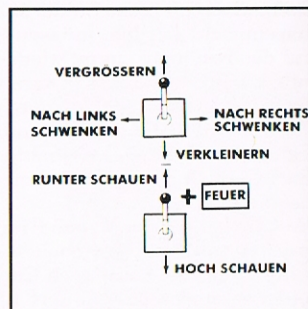 VERGRÖSSERN
NACH LINKS
SCHWENKEN
NACH RECHTS
SCHWENKEN
VERKLEINERN
RUNTER SCHAUEN
+ FEUER
HOCH SCHAUEN